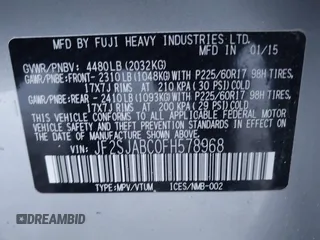 MFD BY FUJI HEAVY INDUSTRIES LTD.
MADE IN 01/15
GVWR/PNBV: 4480LB (2032KG)
GAWR/PNBE:FRONT- 2310LB(1048KG)WITH P225/60R17 98H TIRES,
17X7J RIMS AT 210 KPA (30 PSI) COLD
GAWR/PNBE:REAR - 2410LB(1093KG)WITH P225/60R17 98H TIRES,
17X7J RIMS AT 200 KPA (29 PSI) COLD
THIS VEHICLE CONFORMS TO ALL APPLICABLE FEDERAL
MOTOR VEHICLE SAFETY, BUMPER, AND THEFT PREVENTION
STANDARDS IN EFFECT ON THE DATE OF MANUFACTURE
SHOWN ABOVE.
VIN: JF2SJABC0FH578968
TYPE:MPV/VTUM, ICES/NMB-002
DREAMBID
DREAMBID.COM